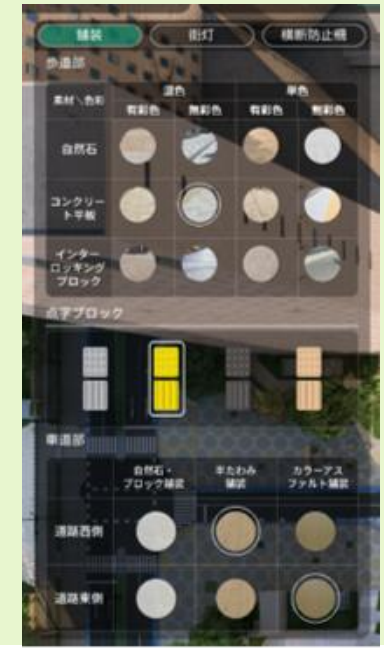 舗装 街灯 横断防止柵
歩道部
素材＼色彩 混色 単色
有彩色 無彩色 有彩色 無彩色
自然石
コンクリー
ト平板
インター
ロッキング
ブロック
点字ブロック
車道部
自然石・
ブロック舗装
半たわみ
舗装
カラーアス
ファルト舗装
道路西側
道路東側